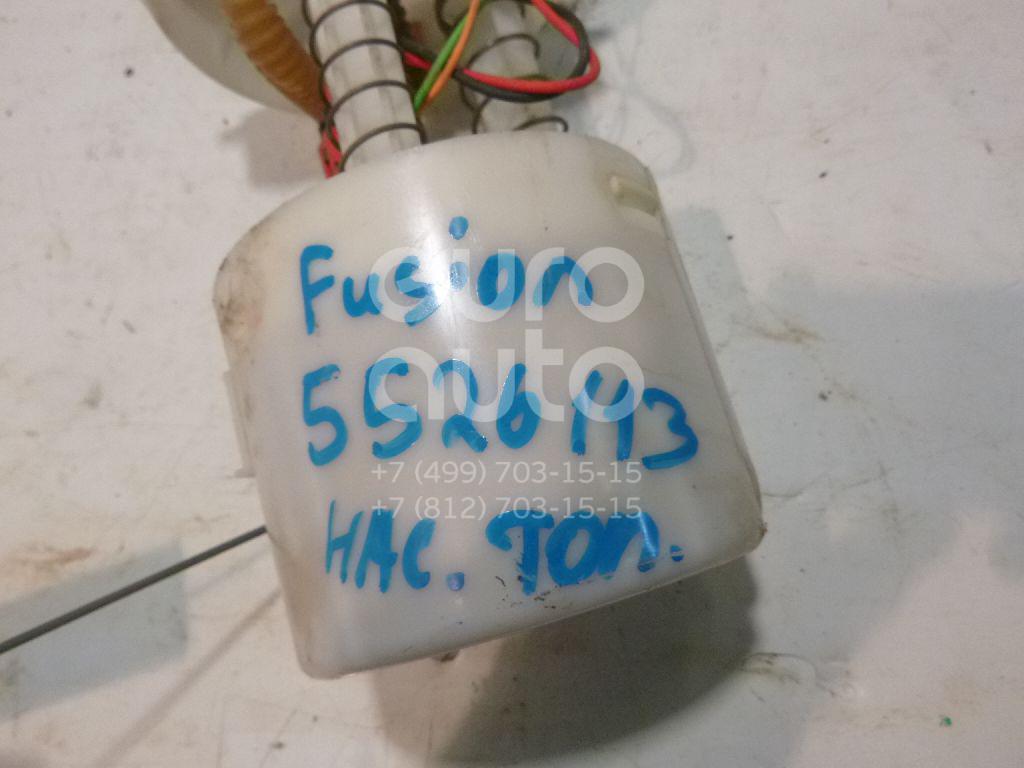 Fusion
euro
auto
552643
+7 (499) 703-15-15
+7 (812) 703-15-15
НАС. ТОП.